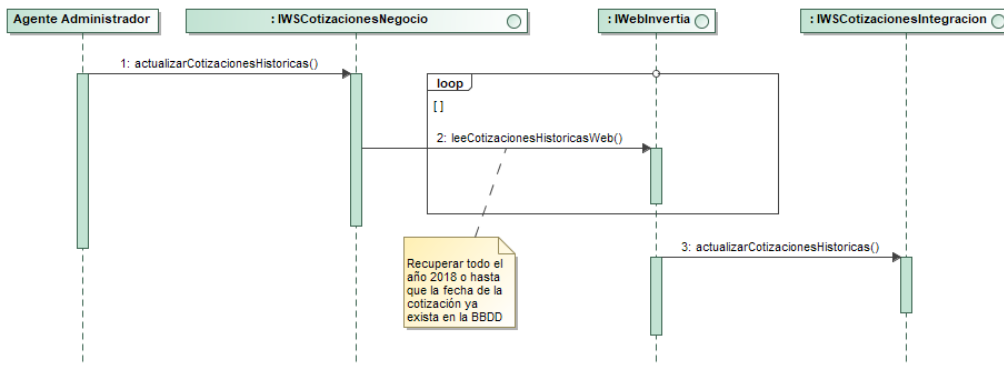 Agente Administrador
: IWSCotizacionesNegocio
: IWebInvertia
: IWSCotizacionesIntegracion
1: actualizarCotizacionesHistoricas()
loop
[ ]
2: leeCotizacionesHistoricasWeb()
Recuperar todo el
año 2018 o hasta
que la fecha de la
cotización ya
exista en la BBDD
3: actualizarCotizacionesHistoricas()